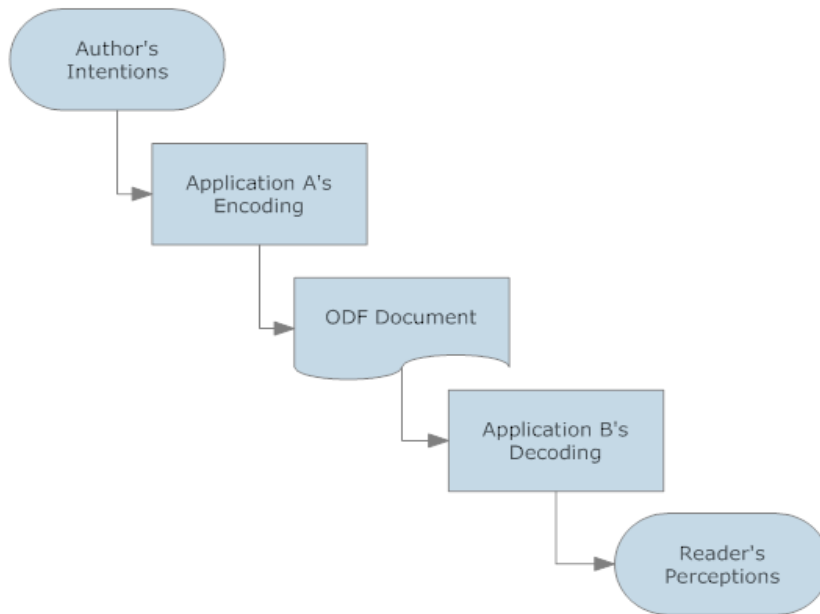 Author's
Intentions
Application A's
Encoding
ODF Document
Application B's
Decoding
Reader's
Perceptions